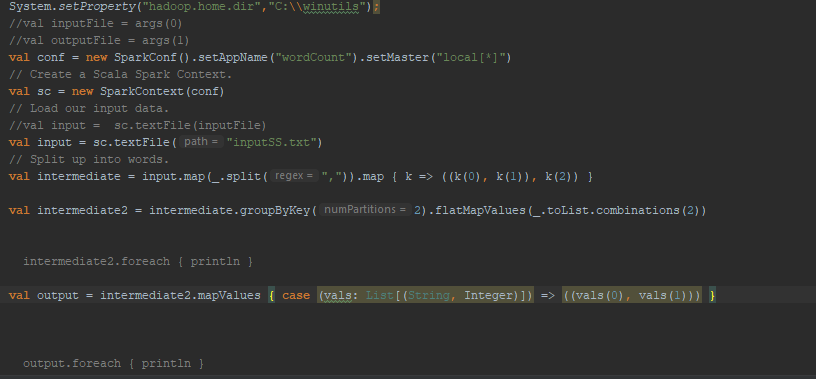 System.setProperty("hadoop.home.dir","C:\\winutils");
//val inputFile = args(0)
//val outputFile = args(1)
val conf = new SparkConf().setAppName("wordCount").setMaster("local[*]")
// Create a Scala Spark Context.
val sc = new SparkContext(conf)
// Load our input data.
//val input =  sc.textFile(inputFile)
val input = sc.textFile( path = "inputSS.txt")
// Split up into words.
val intermediate = input.map(_.split( regex = ",")).map { k => ((k(0), k(1)), k(2)) }
val intermediate2 = intermediate.groupByKey( numPartitions = 2).flatMapValues(_.toList.combinations(2))
intermediate2.foreach { println }
val output = intermediate2.mapValues { case (vals: List[(String, Integer)]) => ((vals(0), vals(1))) }
output.foreach { println }